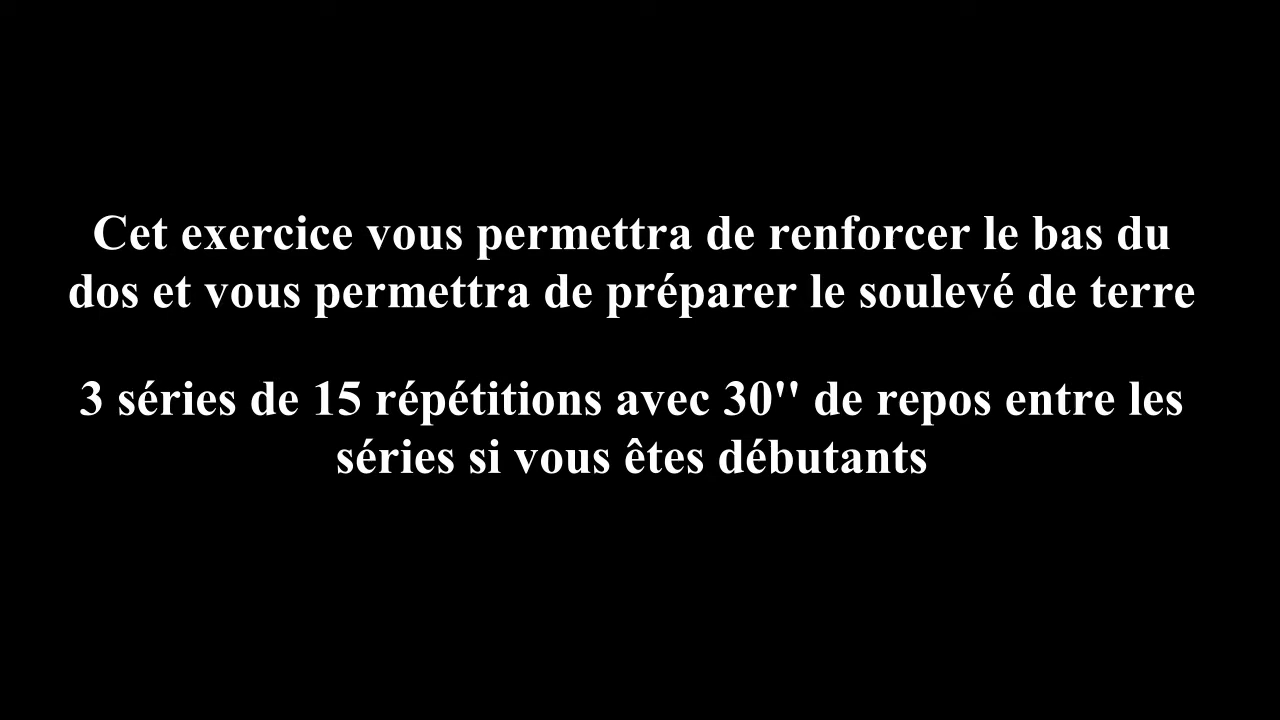 Cet exercice vous permettra de renforcer le bas du
dos et vous permettra de préparer le soulevé de terre
3 séries de 15 répétitions avec 30'' de repos entre les
séries si vous êtes débutants